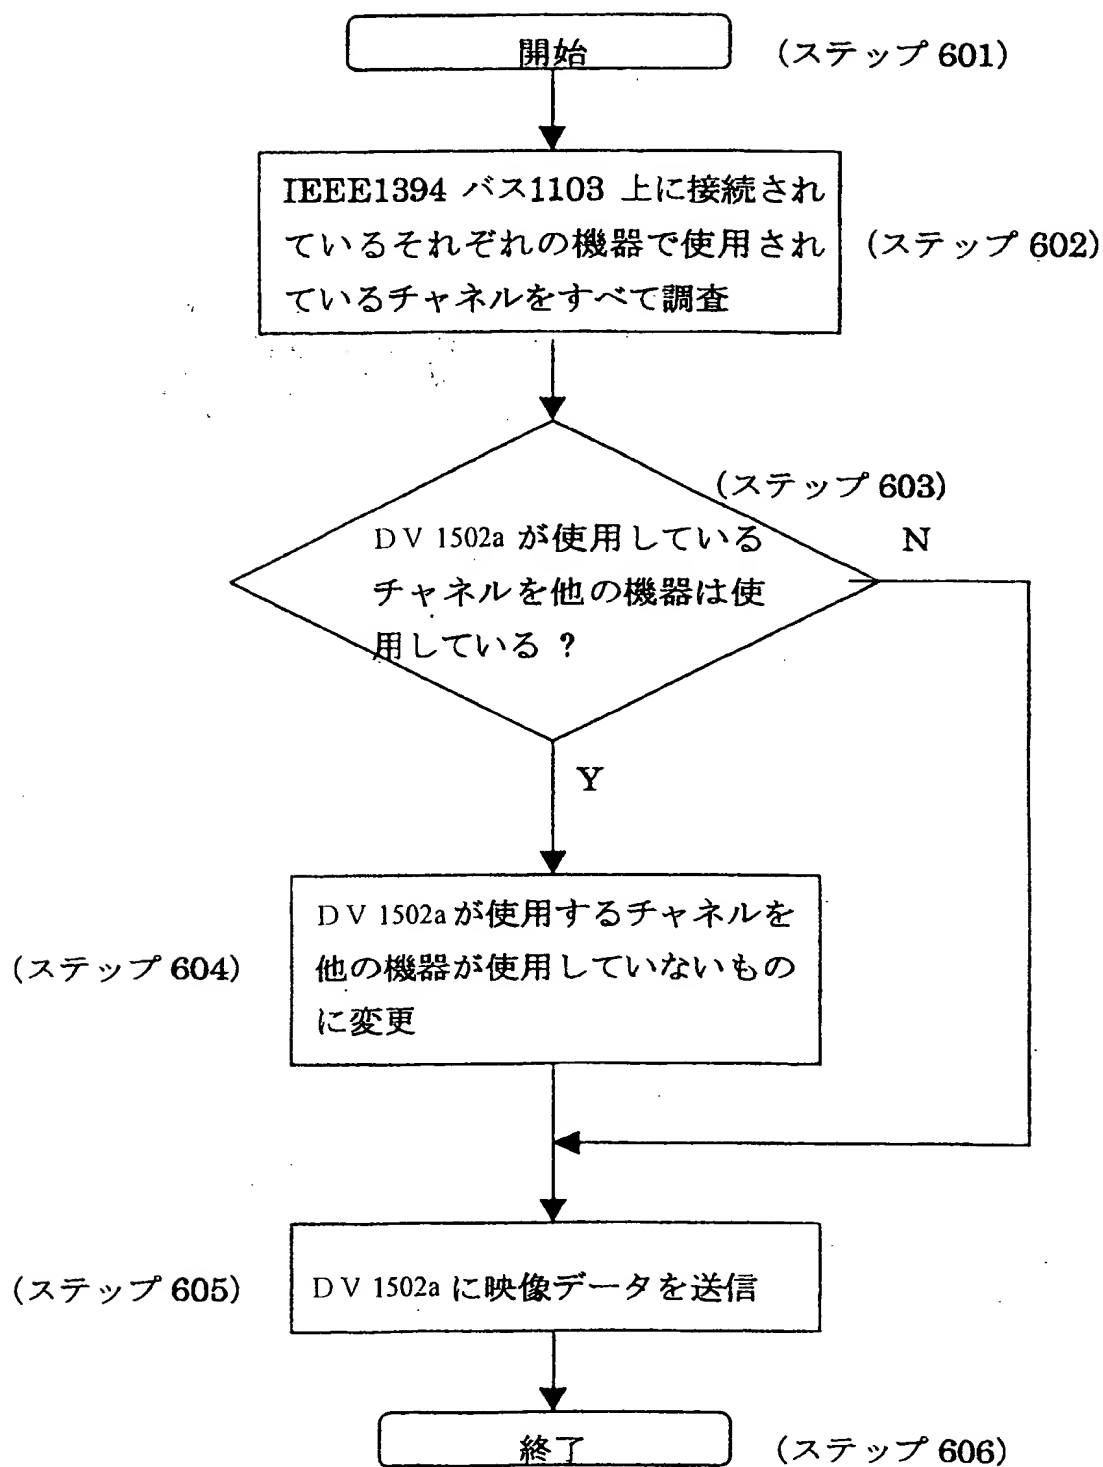 開始
(ステップ 601)
IEEE1394 バス1103 上に接続され
ているそれぞれの機器で使用され
ているチャネルをすべて調査
(ステップ 602)
(ステップ 603)
DV 1502a が使用している
チャネルを他の機器は使
用している ?
N
Y
DV 1502a が使用するチャネルを
他の機器が使用していないもの
に変更
(ステップ 604)
DV 1502a に映像データを送信
(ステップ 605)
終了
(ステップ 606)